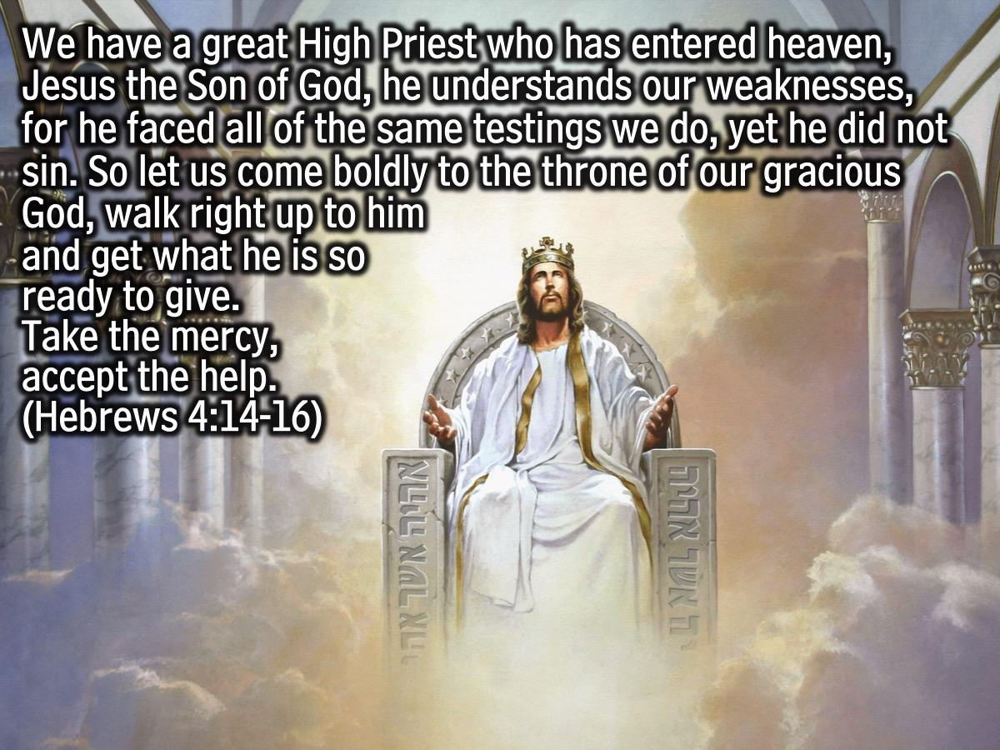 We have a great High Priest who has entered heaven,
Jesus the Son of God, he understands our weaknesses,
for he faced all of the same testings we do, yet he did not
sin. So let us come boldly to the throne of our gracious
God, walk right up to him
and get what he is so
ready to give.
Take the mercy,
accept the help.
(Hebrews 4:14-16)
אהיה אשר אהי
היה אשר אהי